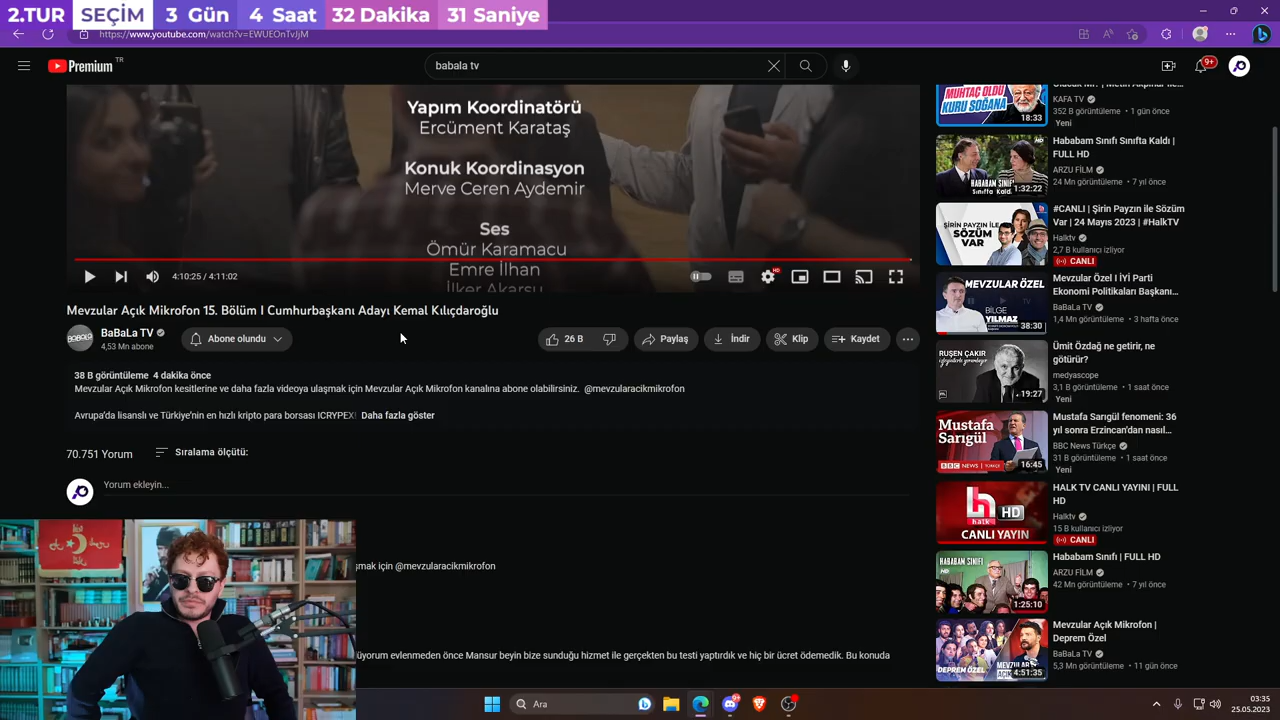 2.TUR SEÇİM 3 Gün 4 Saat 32 Dakika 31 Saniye
https://www.youtube.com/watch?v=EWUEOnTvJjM
Premium TR
babala tv
9+
Yapım Koordinatörü
Ercüment Karataş
Konuk Koordinasyon
Merve Ceren Aydemir
Ses
Ömür Karamacu
Emre İlhan
İlker Akarsu
4:10:25 / 4:11:02
HD
Mevzular Açık Mikrofon 15. Bölüm I Cumhurbaşkanı Adayı Kemal Kılıçdaroğlu
BaBaLa TV
4,53 Mn abone
Abone olundu
26 B
Paylaş
İndir
Klip
Kaydet
38 B görüntüleme 4 dakika önce
Mevzular Açık Mikrofon kesitlerine ve daha fazla videoya ulaşmak için Mevzular Açık Mikrofon kanalına abone olabilirsiniz. @mevzularacikmikrofon
Avrupa'da lisanslı ve Türkiye'nin en hızlı kripto para borsası ICRYPEX! Daha fazla göster
70.751 Yorum
Sıralama ölçütü:
Yorum ekleyin...
şmak için @mevzularacikmikrofon
üyorum evlenmeden önce Mansur beyin bize sunduğu hizmet ile gerçekten bu testi yaptırdık ve hiç bir ücret ödemedik. Bu konuda
MUHTAÇ OLDU
KURU SOĞANA
18:33
KAFA TV
352 B görüntüleme • 1 gün önce
Yeni
HABABAM SINIFI
Sınıfta Kaldı
1:32:22
Hababam Sınıfı Sınıfta Kaldı |
FULL HD
ARZU FİLM
24 Mn görüntüleme • 7 yıl önce
ŞİRİN PAYZIN İLE
SÖZÜM
VAR
#CANLI | Şirin Payzın ile Sözüm
Var | 24 Mayıs 2023 | #HalkTV
Halktv
2,7 B kullanıcı izliyor
CANLI
MEVZULAR ÖZEL
BİLGE
YILMAZ
38:30
Mevzular Özel I İYİ Parti
Ekonomi Politikaları Başkanı...
BaBaLa TV
1,4 Mn görüntüleme • 3 hafta önce
RUŞEN ÇAKIR
19:27
Ümit Özdağ ne getirir, ne
götürür?
medyascope
3,1 B görüntüleme • 1 saat önce
Yeni
Mustafa
Sarıgül
BBC NEWS TÜRKÇE
16:45
Mustafa Sarıgül fenomeni: 36
yıl sonra Erzincan'dan nasıl...
BBC News Türkçe
31 B görüntüleme • 1 saat önce
Yeni
h HD
halk
CANLI YAYIN
HALK TV CANLI YAYINI | FULL
HD
Halktv
15 B kullanıcı izliyor
CANLI
HABABAM SINIFI
1:25:10
Hababam Sınıfı | FULL HD
ARZU FİLM
42 Mn görüntüleme • 7 yıl önce
DEPREM ÖZEL
4:51:35
Mevzular Açık Mikrofon |
Deprem Özel
BaBaLa TV
5,3 Mn görüntüleme • 11 gün önce
Ara
03:35
25.05.2023